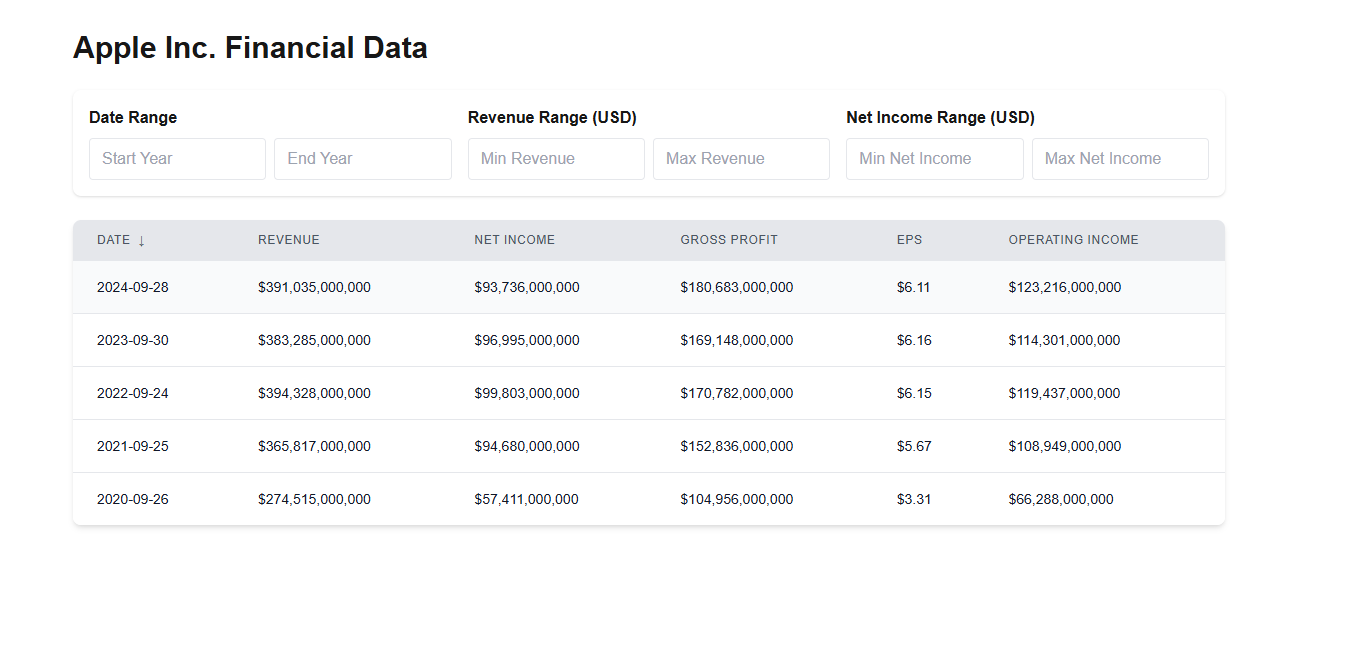 Apple Inc. Financial Data
Date Range Revenue Range (USD) Net Income Range (USD)
Start Year End Year Min Revenue Max Revenue Min Net Income Max Net Income
DATE ↓ REVENUE NET INCOME GROSS PROFIT EPS OPERATING INCOME
2024-09-28 $391,035,000,000 $93,736,000,000 $180,683,000,000 $6.11 $123,216,000,000
2023-09-30 $383,285,000,000 $96,995,000,000 $169,148,000,000 $6.16 $114,301,000,000
2022-09-24 $394,328,000,000 $99,803,000,000 $170,782,000,000 $6.15 $119,437,000,000
2021-09-25 $365,817,000,000 $94,680,000,000 $152,836,000,000 $5.67 $108,949,000,000
2020-09-26 $274,515,000,000 $57,411,000,000 $104,956,000,000 $3.31 $66,288,000,000